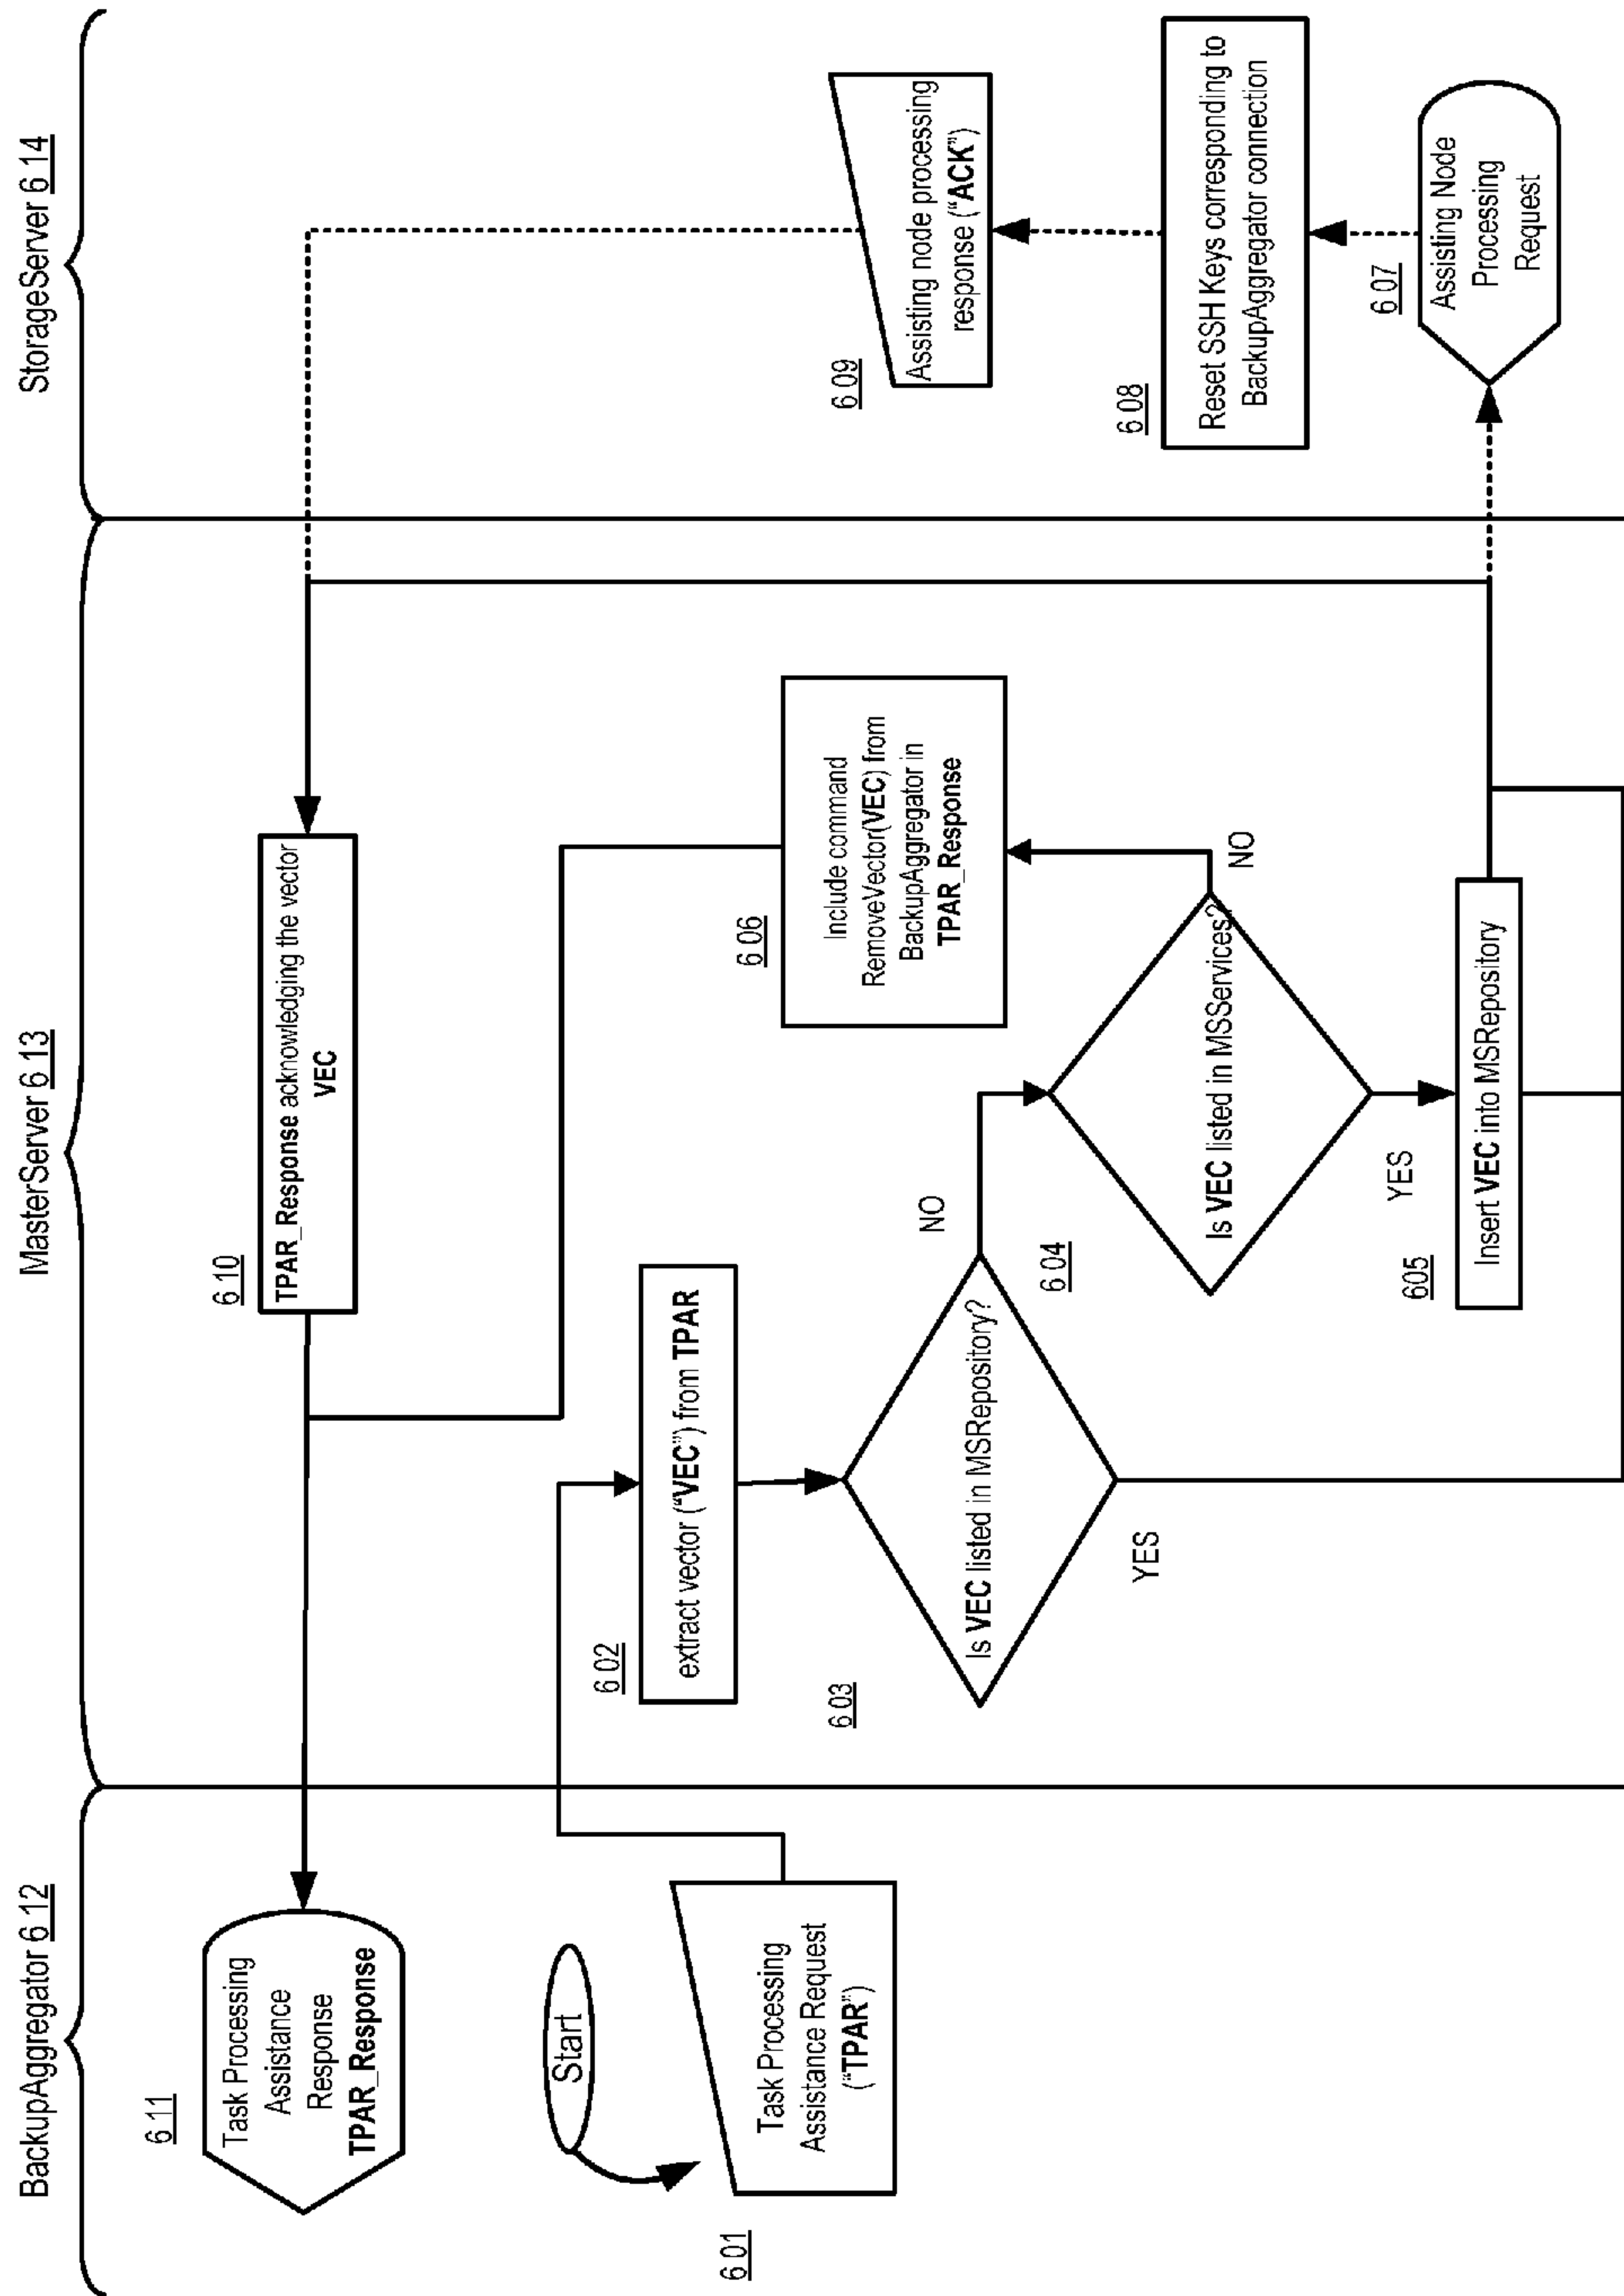 BackupAggregator 6 12
MasterServer 6 13
StorageServer 6 14
6 11
Task Processing
Assistance
Response
TPAR_Response
Start
6 01
Task Processing
Assistance Request
("TPAR")
6 10
TPAR_Response acknowledging the vector
VEC
6 02
extract vector ("VEC") from TPAR
6 03
Is VEC listed in MSRepository?
NO
YES
6 04
Is VEC listed in MSServices?
NO
YES
6 06
Include command
RemoveVector(VEC) from
BackupAggregator in
TPAR_Response
605
Insert VEC into MSRepository
6 09
Assisting node processing
response ("ACK")
6 08
Reset SSH Keys corresponding to
BackupAggregator connection
6 07
Assisting Node
Processing
Request